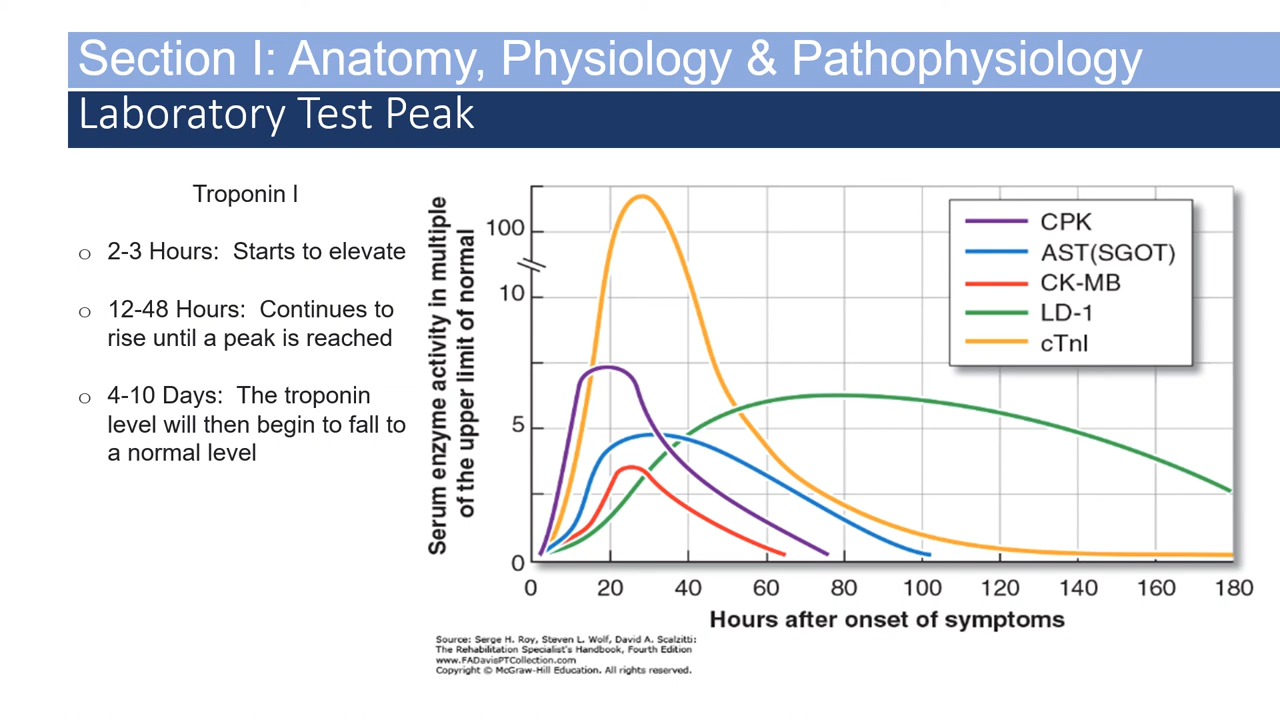 Section I: Anatomy, Physiology & Pathophysiology
Laboratory Test Peak
Troponin I
o 2-3 Hours: Starts to elevate
o 12-48 Hours: Continues to
rise until a peak is reached
o 4-10 Days: The troponin
level will then begin to fall to
a normal level
Serum enzyme activity in multiple
of the upper limit of normal
100
10
5
0
CPK
AST(SGOT)
CK-MB
LD-1
cTnI
0 20 40 60 80 100 120 140 160 180
Hours after onset of symptoms
Source: Serge H. Roy, Steven L. Wolf, David A. Scalzitti:
The Rehabilitation Specialist's Handbook, Fourth Edition
www.FADavisPTCollection.com
Copyright © McGraw-Hill Education. All rights reserved.